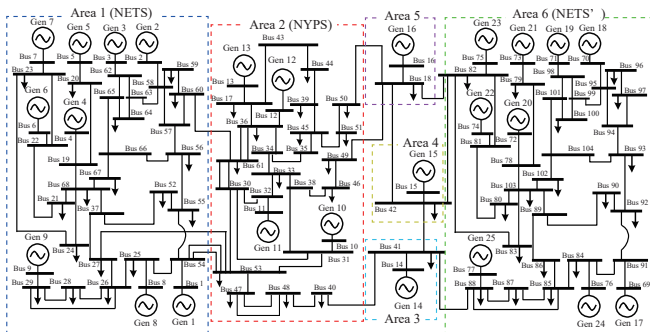 Area 1 (NETS)
Area 2 (NYPS)
Area 5
Area 6 (NETS’ )
Gen 7
Gen 5
Gen 3
Gen 2
Bus 7
Bus 23
Bus 5
Bus 20
Bus 3
Bus 62
Bus 2
Bus 58
Bus 63
Bus 59
Bus 60
Gen 6
Gen 4
Bus 65
Bus 64
Bus 57
Bus 6
Bus 22
Bus 4
Bus 19
Bus 66
Bus 56
Bus 67
Bus 68
Bus 21
Bus 37
Bus 52
Bus 55
Gen 9
Bus 24
Bus 27
Bus 25
Bus 54
Bus 9
Bus 29
Bus 28
Bus 26
Bus 8
Bus 1
Gen 8
Gen 1
Gen 13
Bus 43
Gen 12
Bus 44
Bus 13
Bus 17
Bus 12
Bus 39
Bus 50
Bus 36
Bus 45
Bus 51
Bus 34
Bus 35
Bus 49
Bus 61
Bus 33
Bus 30
Bus 32
Bus 38
Bus 46
Bus 11
Gen 10
Gen 11
Bus 10
Bus 31
Bus 53
Bus 47
Bus 48
Bus 40
Gen 16
Bus 16
Bus 18
Area 4
Gen 15
Bus 15
Bus 42
Bus 41
Bus 14
Gen 14
Area 3
Gen 23
Gen 21
Gen 19
Gen 18
Bus 75
Bus 82
Bus 73
Bus 79
Bus 71
Bus 98
Bus 70
Bus 95
Bus 99
Bus 96
Bus 97
Gen 22
Gen 20
Bus 101
Bus 100
Bus 94
Bus 74
Bus 81
Bus 72
Bus 78
Bus 104
Bus 93
Bus 102
Bus 103
Bus 80
Bus 89
Bus 90
Bus 92
Gen 25
Bus 83
Bus 86
Bus 84
Bus 91
Bus 77
Bus 88
Bus 87
Bus 85
Bus 76
Bus 69
Gen 24
Gen 17